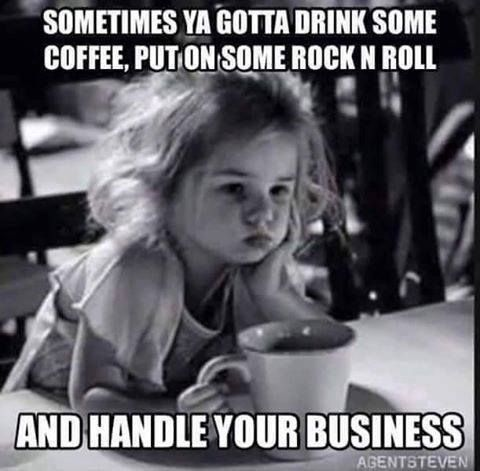 SOMETIMES YA GOTTA DRINK SOME
COFFEE, PUT ON SOME ROCK N ROLL
AND HANDLE YOUR BUSINESS
AGENTSTEVEN